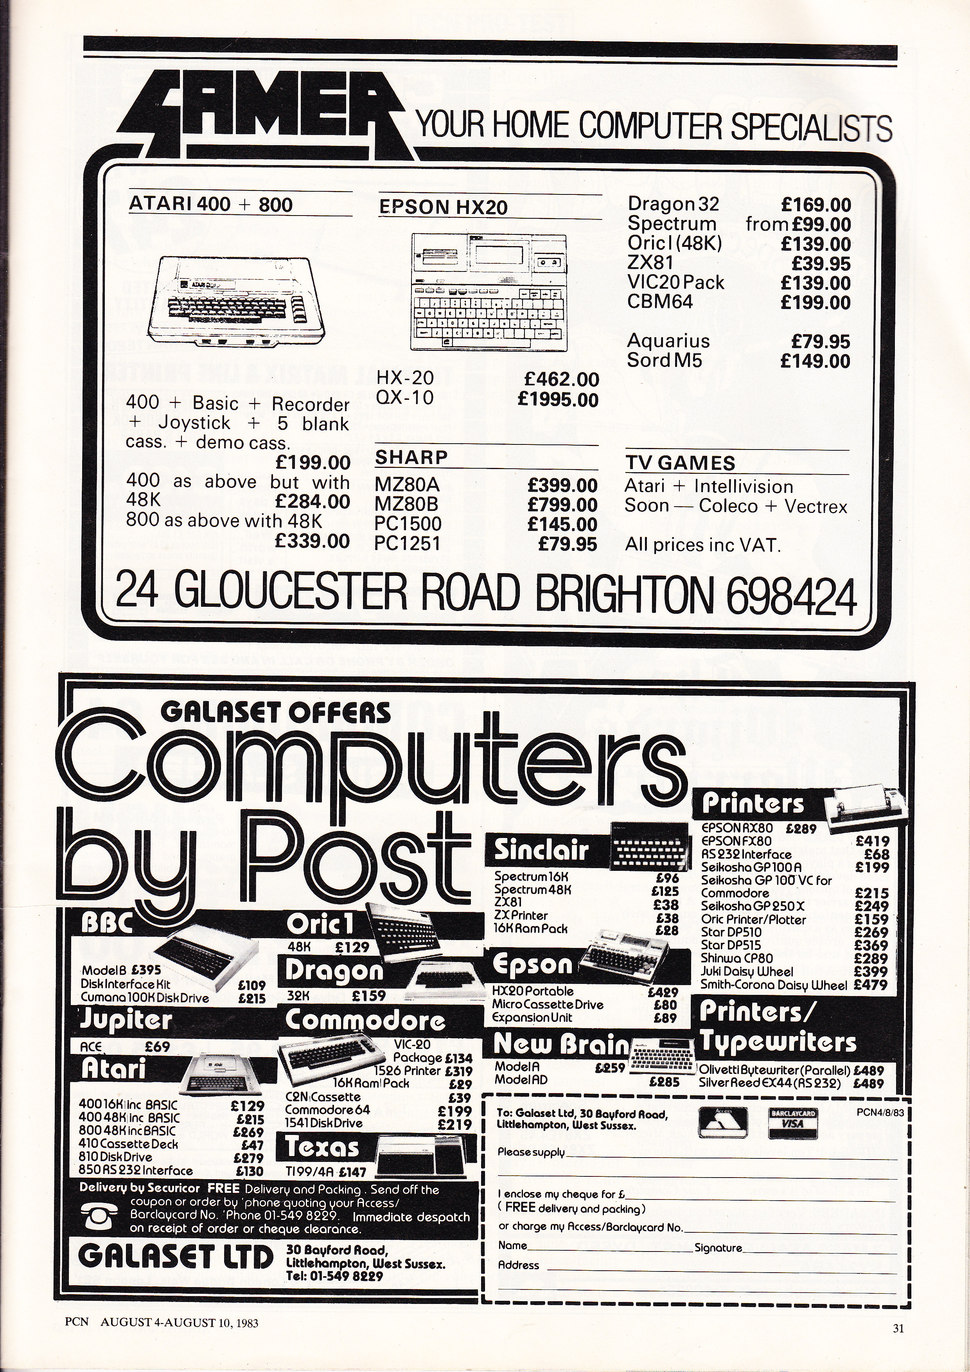 GAMER YOUR HOME COMPUTER SPECIALISTS
ATARI 400 + 800
400 + Basic + Recorder
+ Joystick + 5 blank
cass. + demo cass.
£199.00
400 as above but with
48K £284.00
800 as above with 48K
£339.00
EPSON HX20
HX-20 £462.00
QX-10 £1995.00
SHARP
MZ80A £399.00
MZ80B £799.00
PC1500 £145.00
PC1251 £79.95
Dragon 32 £169.00
Spectrum from £99.00
Oric I (48K) £139.00
ZX81 £39.95
VIC20 Pack £139.00
CBM64 £199.00
Aquarius £79.95
Sord M5 £149.00
TV GAMES
Atari + Intellivision
Soon — Coleco + Vectrex
All prices inc VAT.
24 GLOUCESTER ROAD BRIGHTON 698424
GALASET OFFERS
Computers
by Post
BBC
Model B £395
Disk Interface Kit £109
Cumana 100K Disk Drive £215
Jupiter
ACE £69
Atari
400 16K Inc BASIC £129
400 48K Inc BASIC £215
800 48K inc BASIC £269
410 Cassette Deck £47
810 Disk Drive £279
850 RS232 Interface £130
Oric 1
48K £129
Dragon
32K £159
Commodore
VIC-20
Package £134
1526 Printer £319
16K Ram Pack £29
C2N Cassette £39
Commodore 64 £199
1541 Disk Drive £219
Texas
TI 99/4A £147
Sinclair
Spectrum 16K £96
Spectrum 48K £125
ZX81 £38
ZX Printer £38
16K Ram Pack £28
Epson
HX20 Portable £429
Micro Cassette Drive £80
Expansion Unit £89
New Brain
Model A £259
Model AD £285
Printers
EPSON RX80 £289
EPSON FX80 £419
RS232 Interface £68
Seikosha GP 100 A £199
Seikosha GP 100 VC for
Commodore £215
Seikosha GP 250 X £249
Oric Printer/Plotter £159
Star DP510 £269
Star DP515 £369
Shinwa CP80 £289
Juki Daisy Wheel £399
Smith-Corona Daisy Wheel £479
Printers/
Typewriters
Olivetti Bytewriter (Parallel) £489
Silver Reed EX44 (RS 232) £489
Delivery by Securicor FREE Delivery and Packing . Send off the
coupon or order by 'phone quoting your Access/
Barclaycard No. 'Phone 01-549 8229. Immediate despatch
on receipt of order or cheque clearance.
GALASET LTD
30 Bayford Road,
Littlehampton, West Sussex.
Tel: 01-549 8229
To: Galaset Ltd, 30 Bayford Road,
Littlehampton, West Sussex.
Access
BARCLAYCARD
VISA
PCN4/8/83
Please supply
I enclose my cheque for £
( FREE delivery and packing)
or charge my Access/Barclaycard No.
Name Signature
Address
PCN AUGUST 4-AUGUST 10, 1983
31